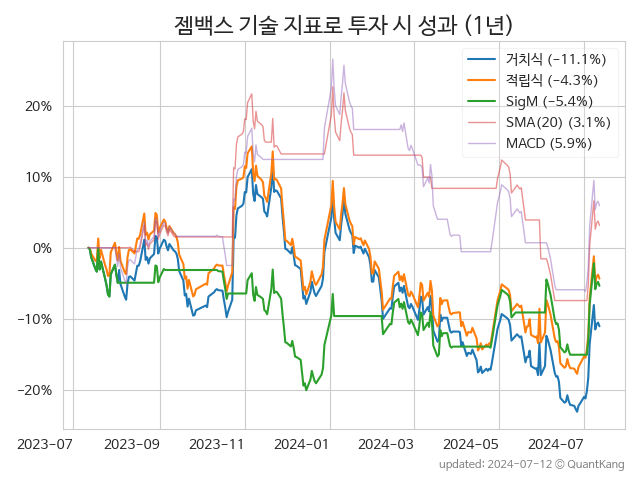 젬백스 기술 지표로 투자 시 성과 (1년)
거치식 (−11.1%)
적립식 (−4.3%)
SigM (−5.4%)
SMA(20) (3.1%)
MACD (5.9%)
20%
10%
0%
−10%
−20%
2023-07 2023-09 2023-11 2024-01 2024-03 2024-05 2024-07
updated: 2024-07-12 © QuantKang